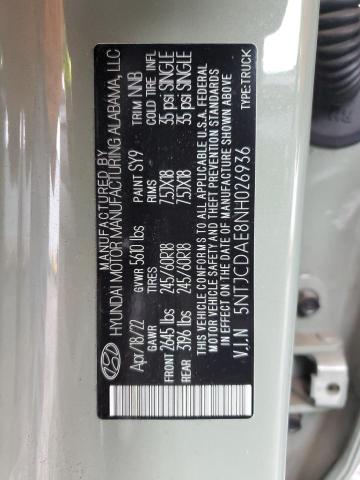 MANUFACTURED BY
HYUNDAI MOTOR MANUFACTURING ALABAMA, LLC
Apr/18/22 GVWR 5610 lbs PAINT SY9 TRIM NNB
GAWR TIRES RIMS COLD TIRE INFL
FRONT 2645 lbs 245/60R18 7.5JX18 35 psi SINGLE
REAR 3196 lbs 245/60R18 7.5JX18 35 psi SINGLE
THIS VEHICLE CONFORMS TO ALL APPLICABLE U.S.A. FEDERAL
MOTOR VEHICLE SAFETY AND THEFT PREVENTION STANDARDS
IN EFFECT ON THE DATE OF MANUFACTURE SHOWN ABOVE.
V.I.N 5NTJCDAE8NH026936
TYPE:TRUCK